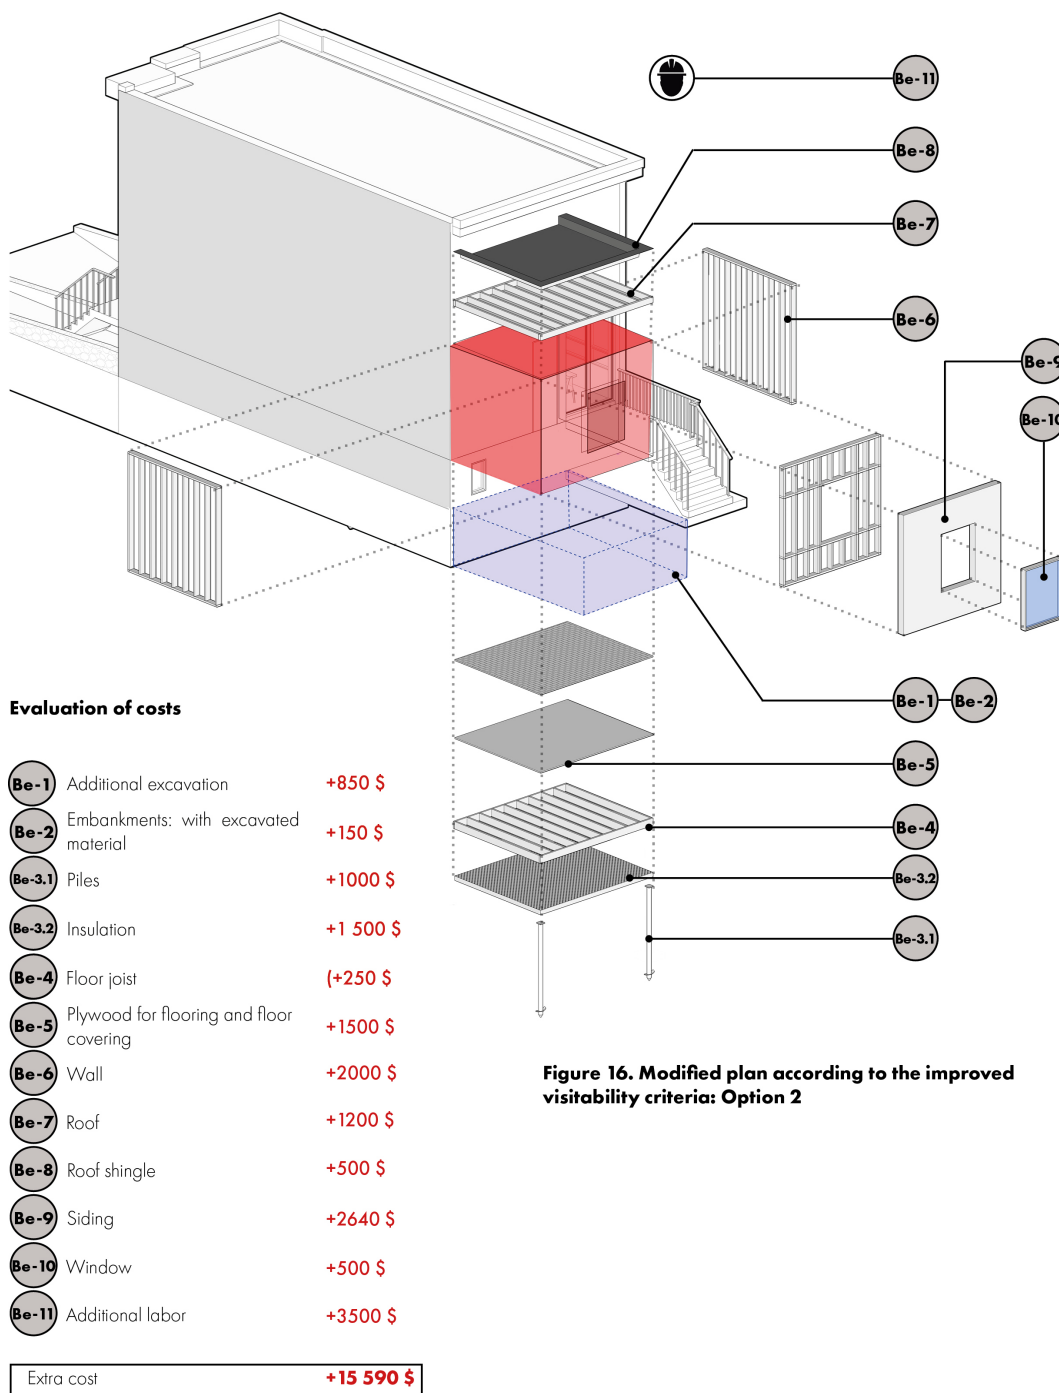 Be-11
Be-8
Be-7
Be-6
Be-9
Be-10
Be-1 Be-2
Be-5
Be-4
Be-3.2
Be-3.1
Evaluation of costs
Be-1 Additional excavation +850 $
Be-2 Embankments: with excavated
material +150 $
Be-3.1 Piles +1000 $
Be-3.2 Insulation +1 500 $
Be-4 Floor joist (+250 $
Be-5 Plywood for flooring and floor
covering +1500 $
Be-6 Wall +2000 $
Be-7 Roof +1200 $
Be-8 Roof shingle +500 $
Be-9 Siding +2640 $
Be-10 Window +500 $
Be-11 Additional labor +3500 $
Extra cost +15 590 $
Figure 16. Modified plan according to the improved
visitability criteria: Option 2